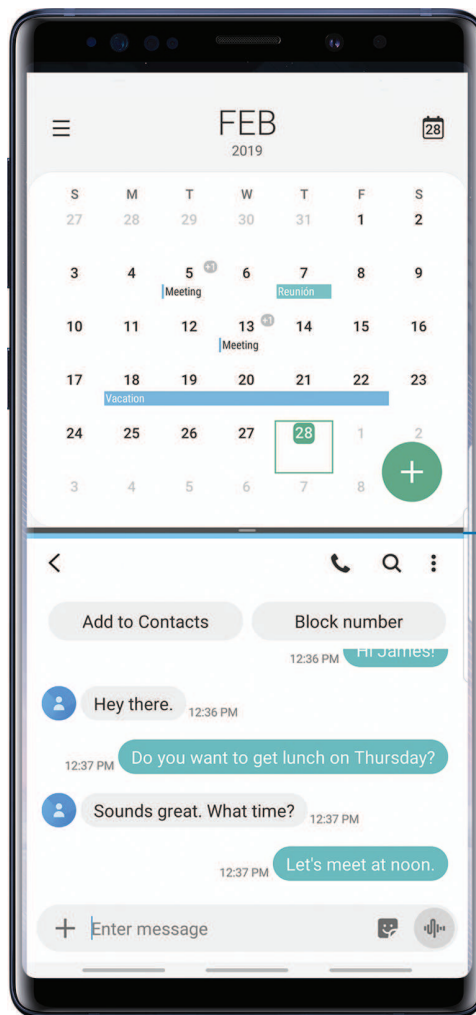 FEB
28
2019
S M T W T F S
27 28 29 30 31 1 2
3 4 5 +1 6 7 8 9
Meeting Reunión
10 11 12 13 +1 14 15 16
Meeting
17 18 19 20 21 22 23
Vacation
24 25 26 27 28 1 2
3 4 5 6 7 8
Add to Contacts Block number
12:36 PM Hi James!
Hey there. 12:36 PM
12:37 PM Do you want to get lunch on Thursday?
Sounds great. What time? 12:37 PM
12:37 PM Let's meet at noon.
Enter message